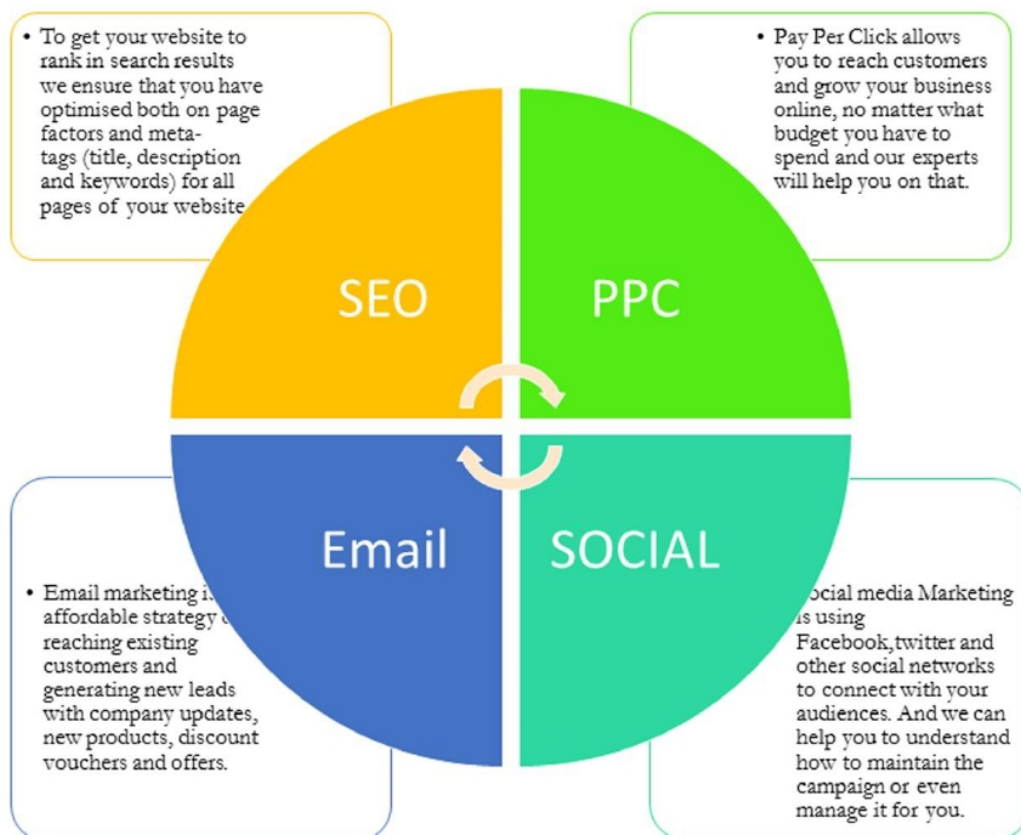 • To get your website to
rank in search results
we ensure that you have
optimised both on page
factors and meta-
tags (title, description
and keywords) for all
pages of your website
• Pay Per Click allows
you to reach customers
and grow your business
online, no matter what
budget you have to
spend and our experts
will help you on that.
SEO
PPC
Email
SOCIAL
• Email marketing is
affordable strategy
reaching existing
customers and
generating new leads
with company updates,
new products, discount
vouchers and offers.
media Marketing
is using
Facebook,twitter and
other social networks
to connect with your
audiences. And we can
help you to understand
how to maintain the
campaign or even
manage it for you.